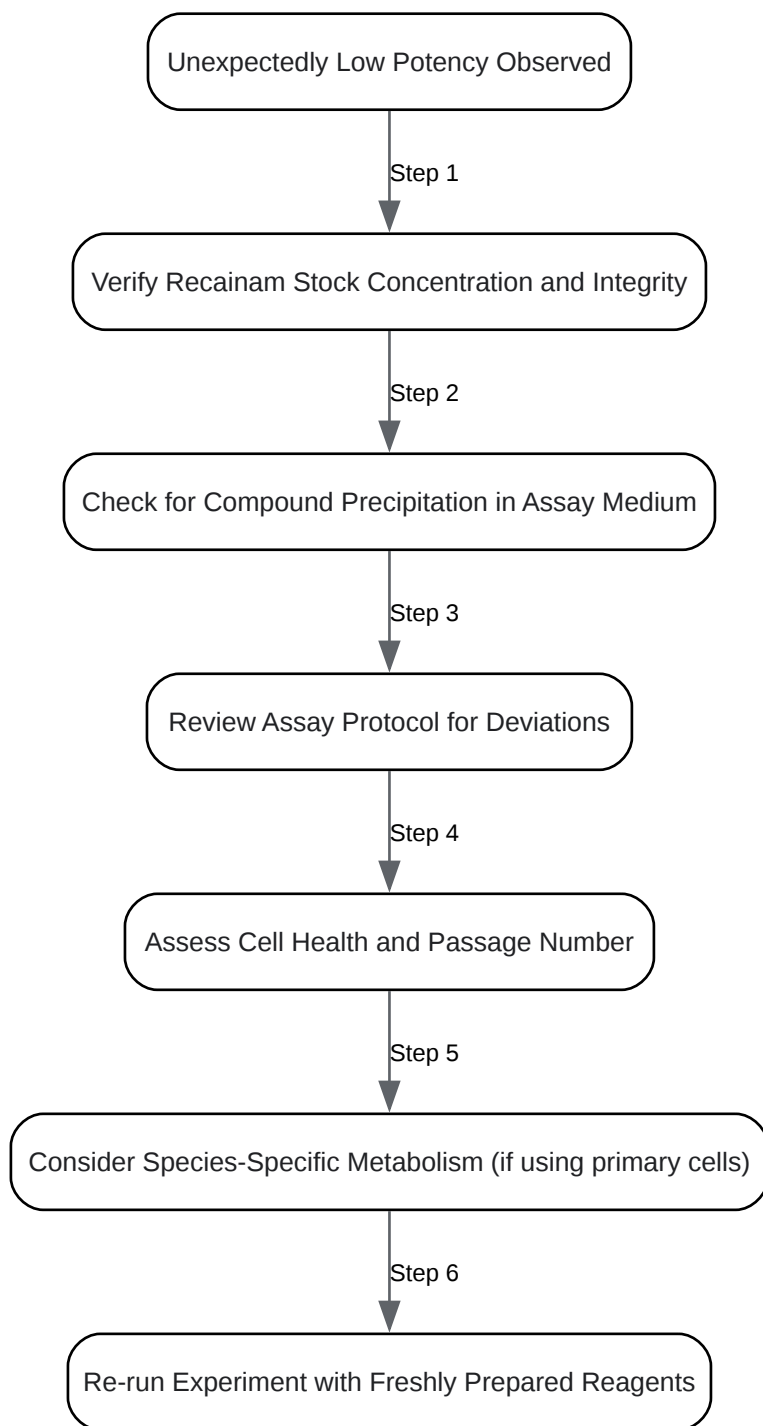 Unexpectedly Low Potency Observed
Step 1
Verify Recainam Stock Concentration and Integrity
Step 2
Check for Compound Precipitation in Assay Medium
Step 3
Review Assay Protocol for Deviations
Step 4
Assess Cell Health and Passage Number
Step 5
Consider Species-Specific Metabolism (if using primary cells)
Step 6
Re-run Experiment with Freshly Prepared Reagents